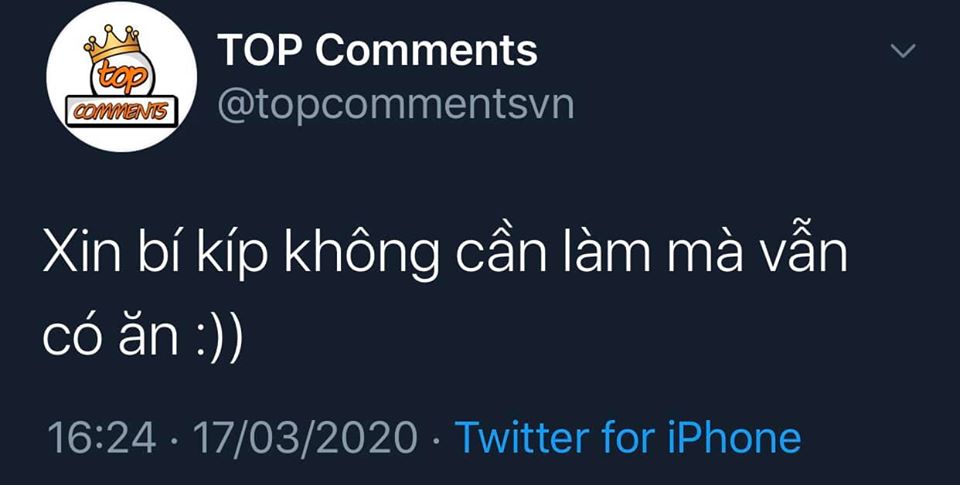 top
COMMENTS
TOP Comments
@topcommentsvn
Xin bí kíp không cần làm mà vẫn
có ăn :))
16:24 · 17/03/2020 · Twitter for iPhone